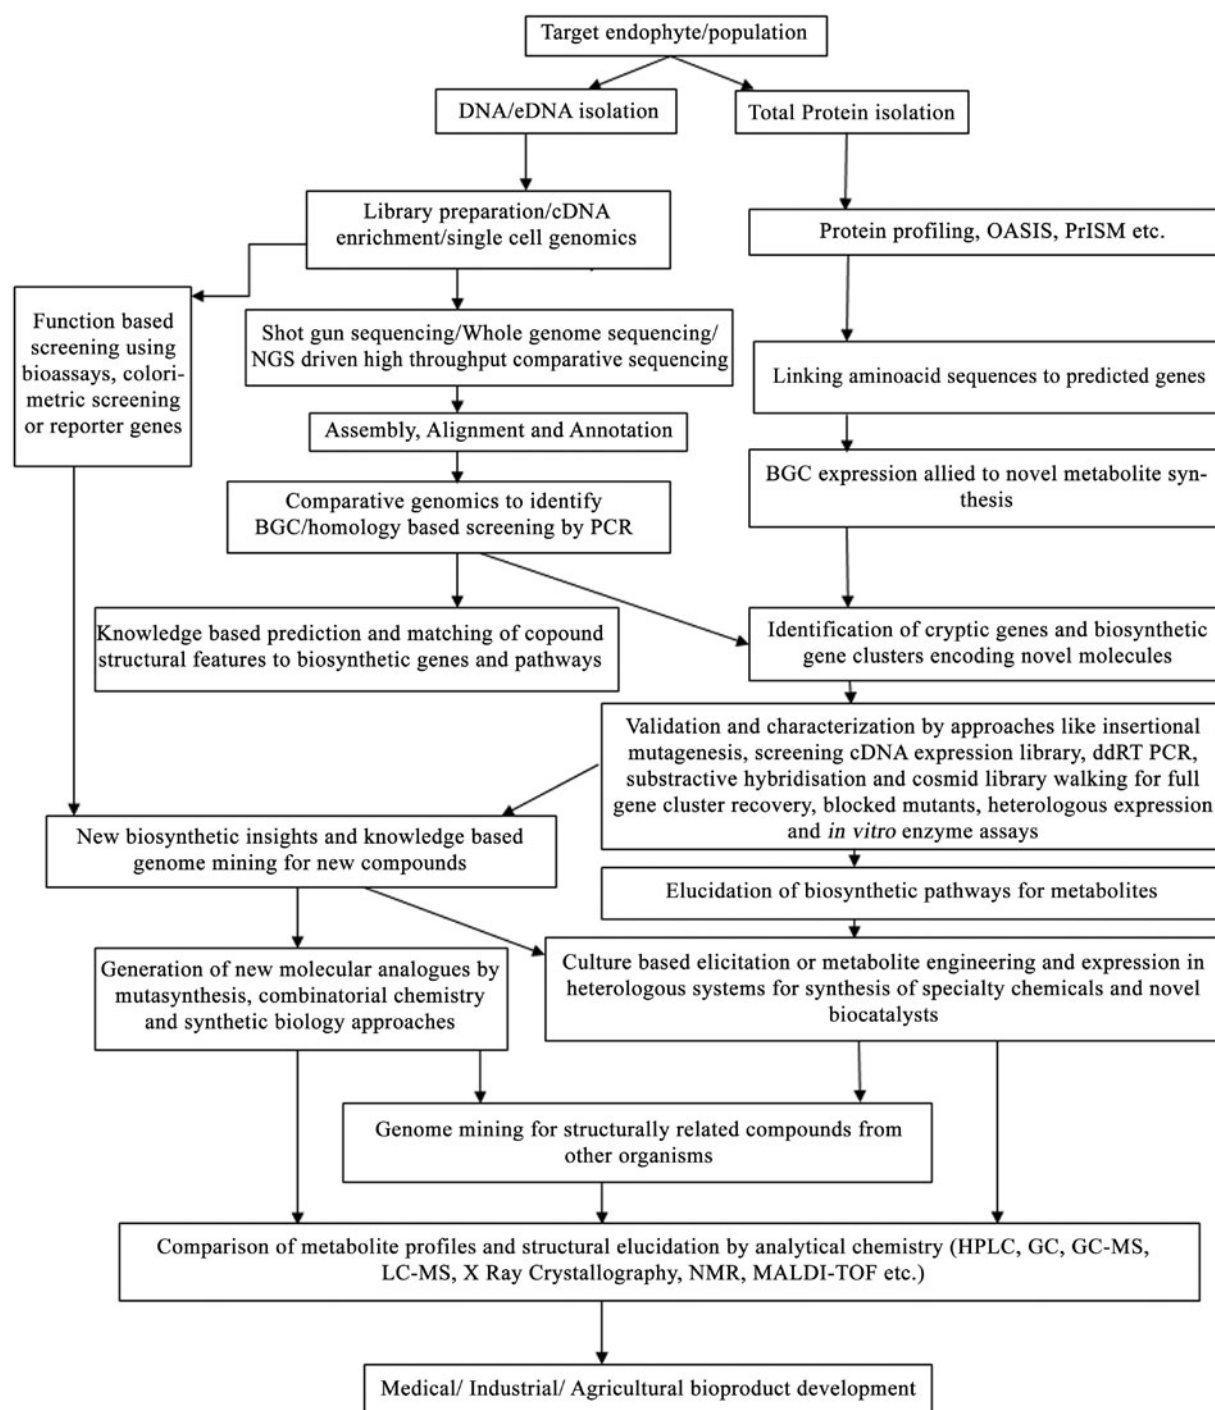 Target endophyte/population
DNA/eDNA isolation
Total Protein isolation
Library preparation/cDNA
enrichment/single cell genomics
Protein profiling, OASIS, PrISM etc.
Function based
screening using
bioassays, colori-
metric screening
or reporter genes
Shot gun sequencing/Whole genome sequencing/
NGS driven high throughput comparative sequencing
Linking aminoacid sequences to predicted genes
Assembly, Alignment and Annotation
BGC expression allied to novel metabolite syn-
thesis
Comparative genomics to identify
BGC/homology based screening by PCR
Knowledge based prediction and matching of copound
structural features to biosynthetic genes and pathways
Identification of cryptic genes and biosynthetic
gene clusters encoding novel molecules
Validation and characterization by approaches like insertional
mutagenesis, screening cDNA expression library, ddRT PCR,
substractive hybridisation and cosmid library walking for full
gene cluster recovery, blocked mutants, heterologous expression
and in vitro enzyme assays
New biosynthetic insights and knowledge based
genome mining for new compounds
Elucidation of biosynthetic pathways for metabolites
Generation of new molecular analogues by
mutasynthesis, combinatorial chemistry
and synthetic biology approaches
Culture based elicitation or metabolite engineering and expression in
heterologous systems for synthesis of specialty chemicals and novel
biocatalysts
Genome mining for structurally related compounds from
other organisms
Comparison of metabolite profiles and structural elucidation by analytical chemistry (HPLC, GC, GC-MS,
LC-MS, X Ray Crystallography, NMR, MALDI-TOF etc.)
Medical/ Industrial/ Agricultural bioproduct development